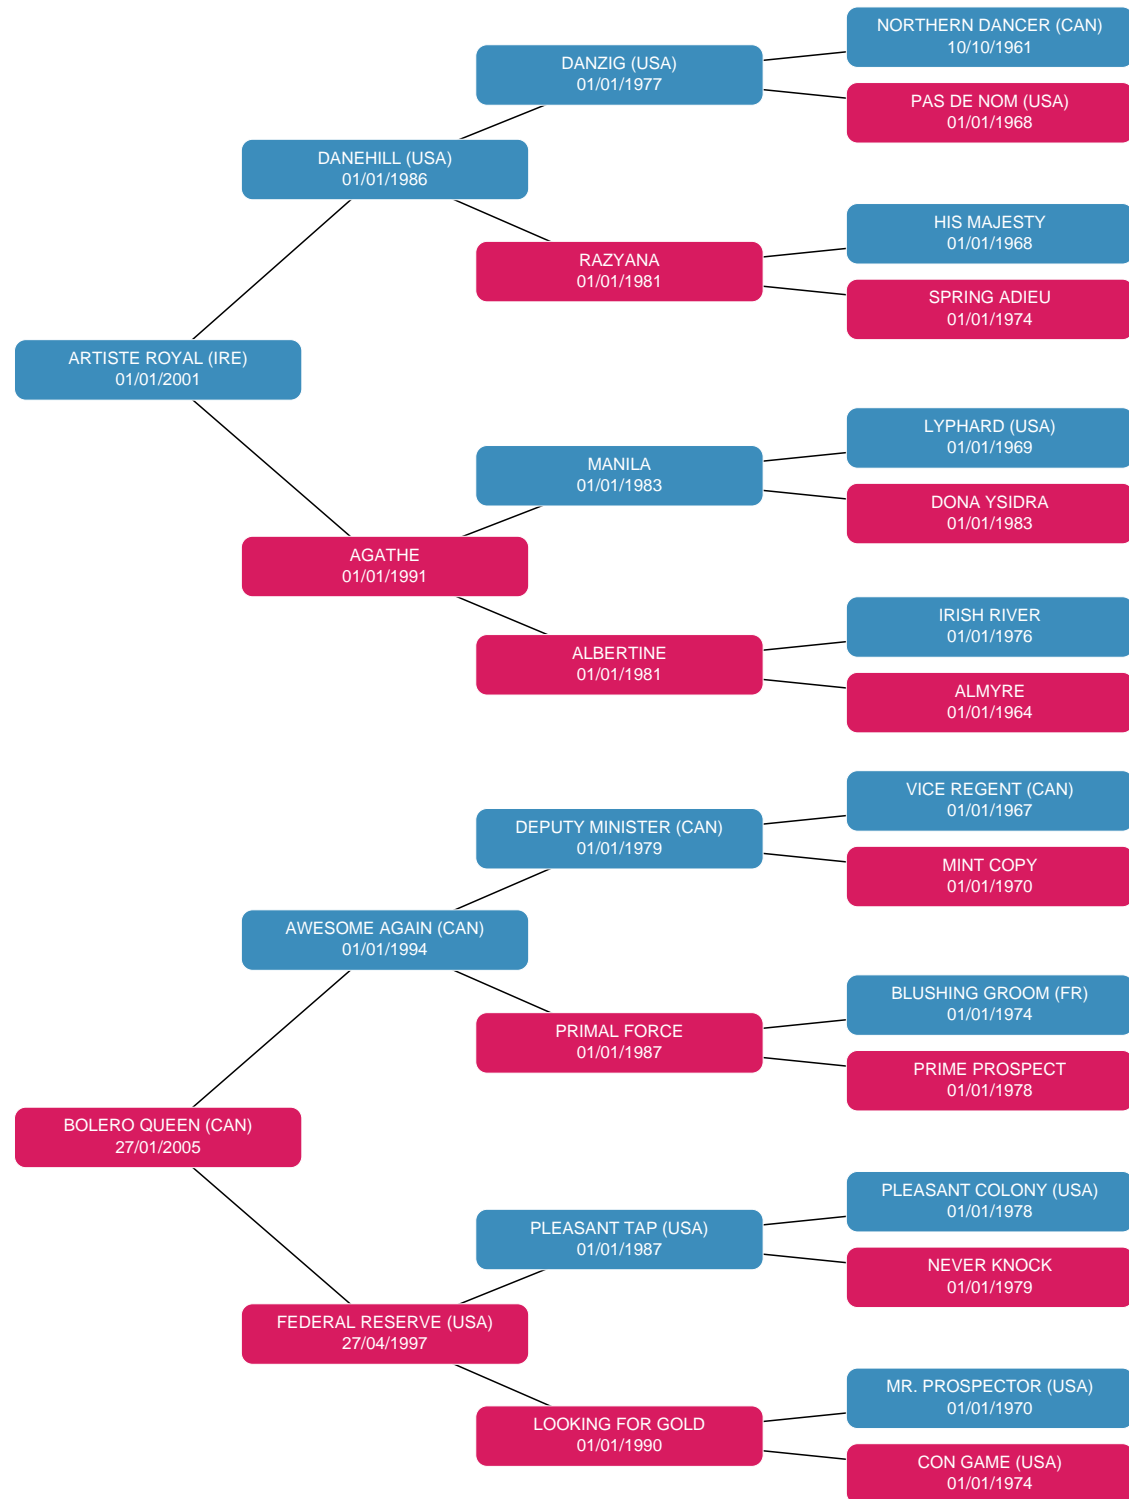 NORTHERN DANCER (CAN)
10/10/1961
DANZIG (USA)
01/01/1977
PAS DE NOM (USA)
01/01/1968
DANEHILL (USA)
01/01/1986
HIS MAJESTY
01/01/1968
RAZYANA
01/01/1981
SPRING ADIEU
01/01/1974
ARTISTE ROYAL (IRE)
01/01/2001
LYPHARD (USA)
01/01/1969
MANILA
01/01/1983
DONA YSIDRA
01/01/1983
AGATHE
01/01/1991
IRISH RIVER
01/01/1976
ALBERTINE
01/01/1981
ALMYRE
01/01/1964
VICE REGENT (CAN)
01/01/1967
DEPUTY MINISTER (CAN)
01/01/1979
MINT COPY
01/01/1970
AWESOME AGAIN (CAN)
01/01/1994
BLUSHING GROOM (FR)
01/01/1974
PRIMAL FORCE
01/01/1987
PRIME PROSPECT
01/01/1978
BOLERO QUEEN (CAN)
27/01/2005
PLEASANT COLONY (USA)
01/01/1978
PLEASANT TAP (USA)
01/01/1987
NEVER KNOCK
01/01/1979
FEDERAL RESERVE (USA)
27/04/1997
MR. PROSPECTOR (USA)
01/01/1970
LOOKING FOR GOLD
01/01/1990
CON GAME (USA)
01/01/1974